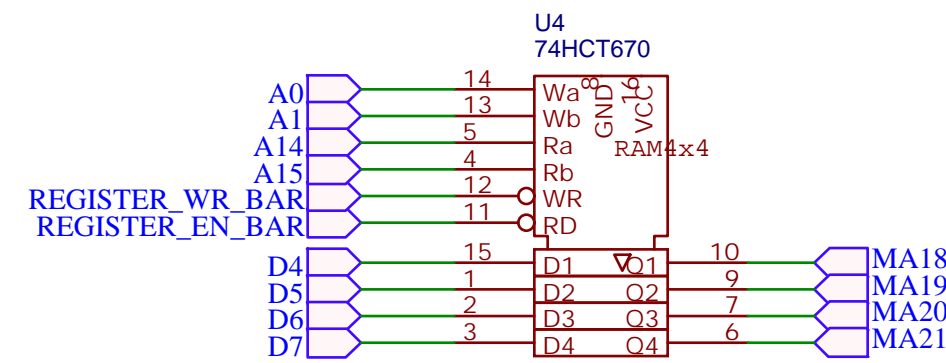 U4
74HCT670
A0 14 Wa 8 GND 16 VCC
A1 13 Wb
A14 5 Ra RAM4x4
A15 4 Rb
REGISTER_WR_BAR 12 WR
REGISTER_EN_BAR 11 RD
D4 15 D1 Q1 10 MA18
D5 1 D2 Q2 9 MA19
D6 2 D3 Q3 7 MA20
D7 3 D4 Q4 6 MA21